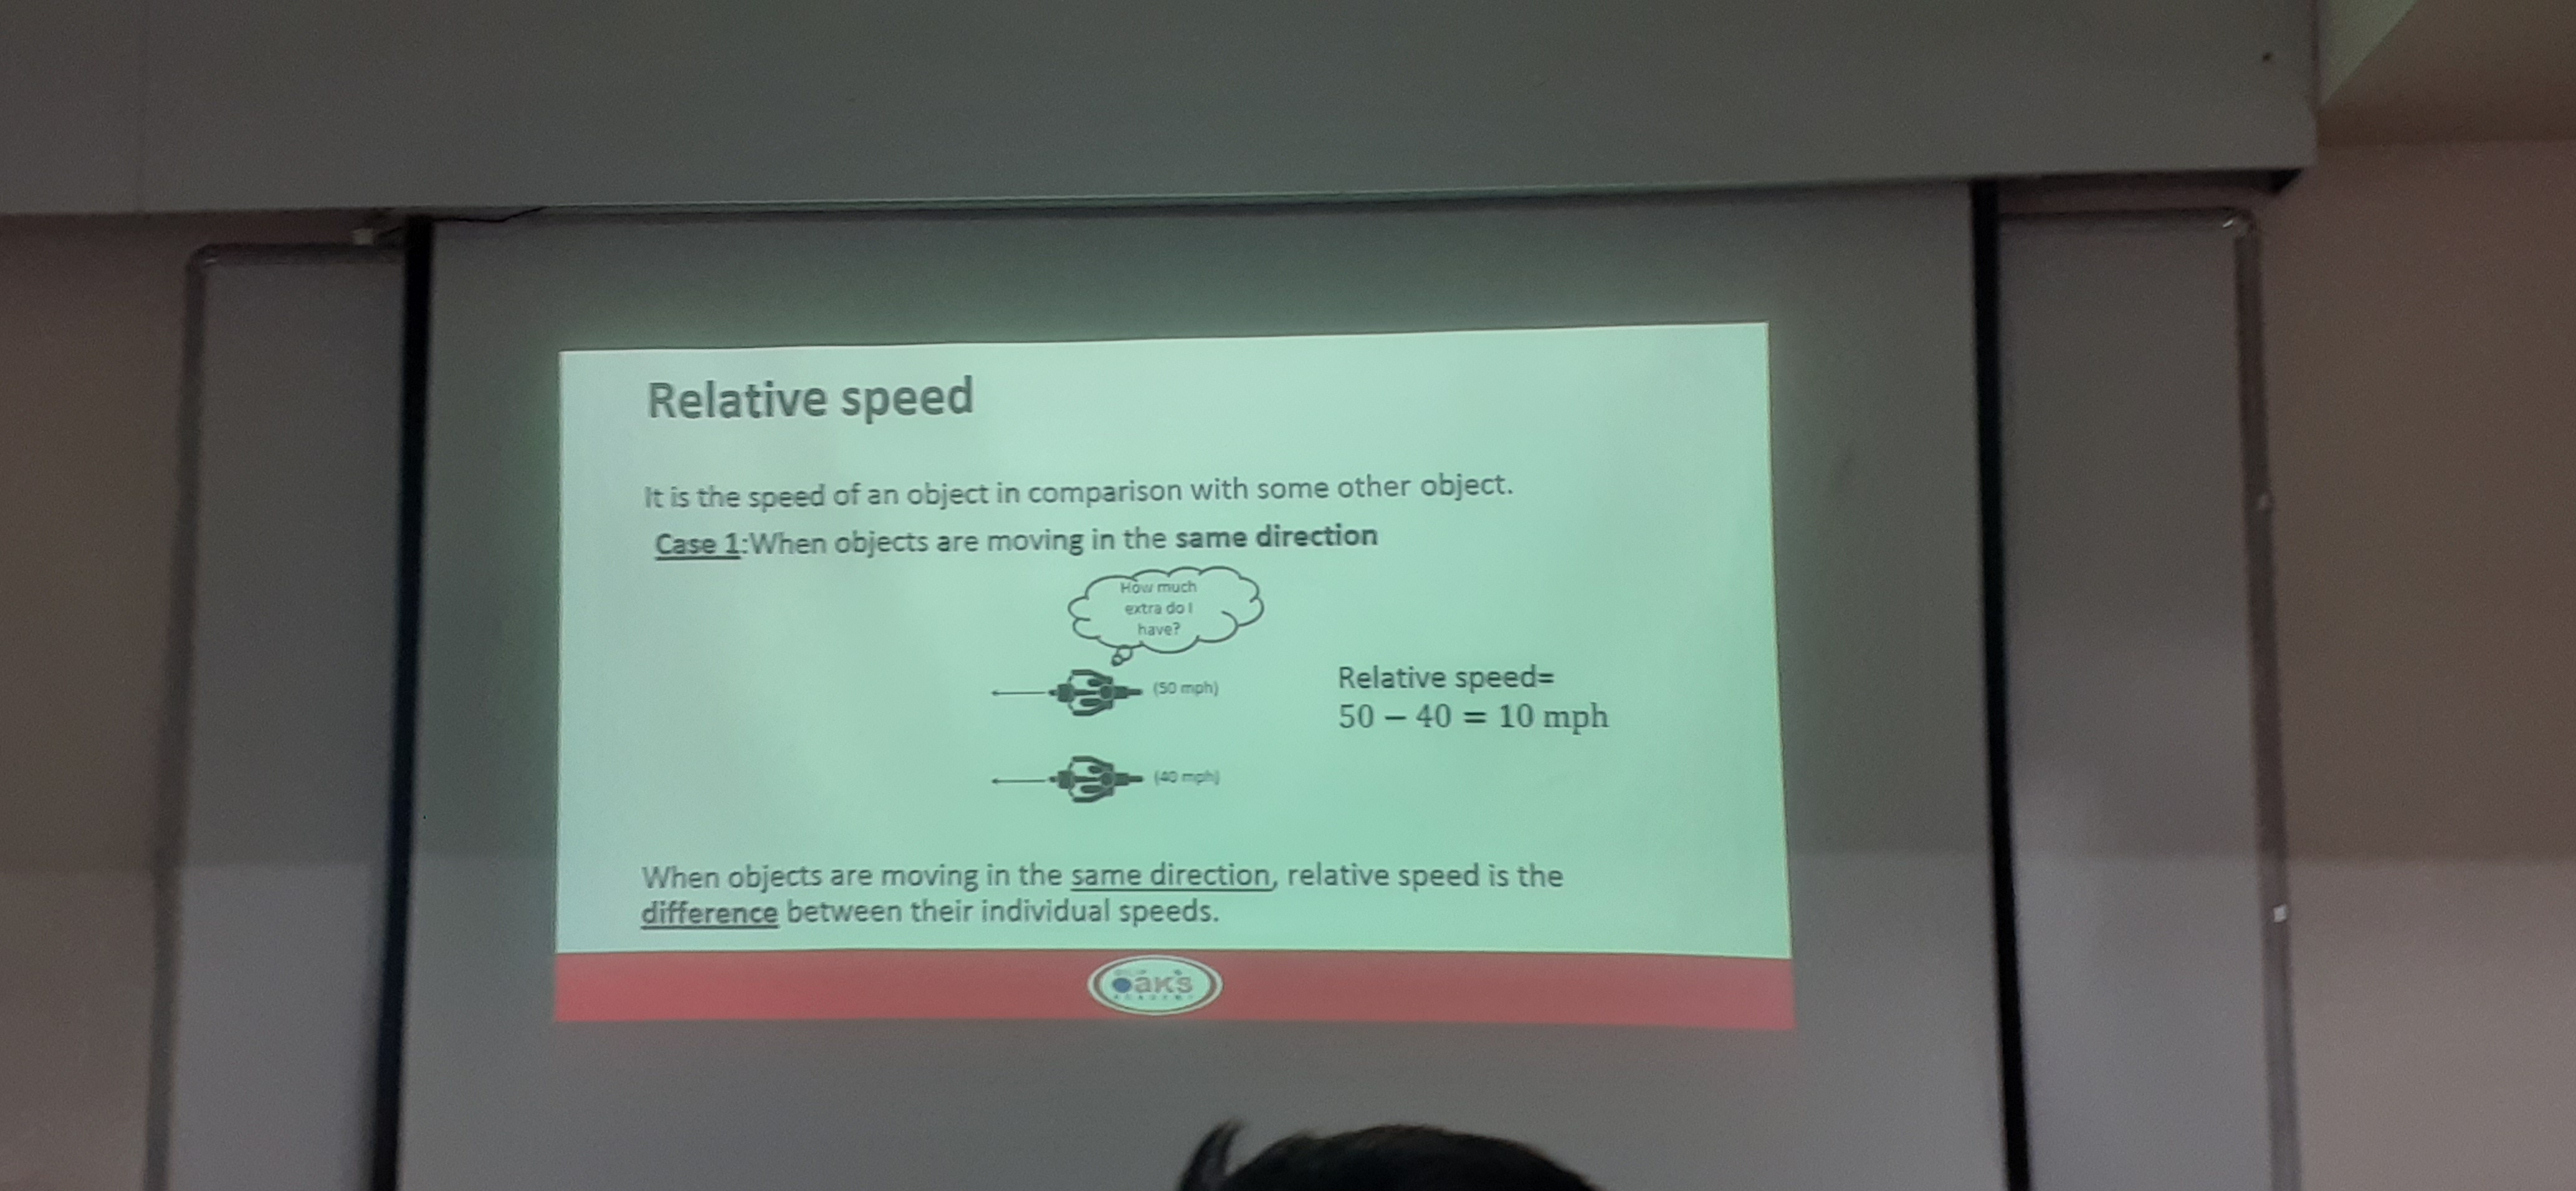 Relative speed
It is the speed of an object in comparison with some other object.
Case 1:When objects are moving in the same direction
How much
extra do I
have?
(50 mph)
Relative speed=
50 − 40 = 10 mph
(40 mph)
When objects are moving in the same direction, relative speed is the
difference between their individual speeds.
OAK'S